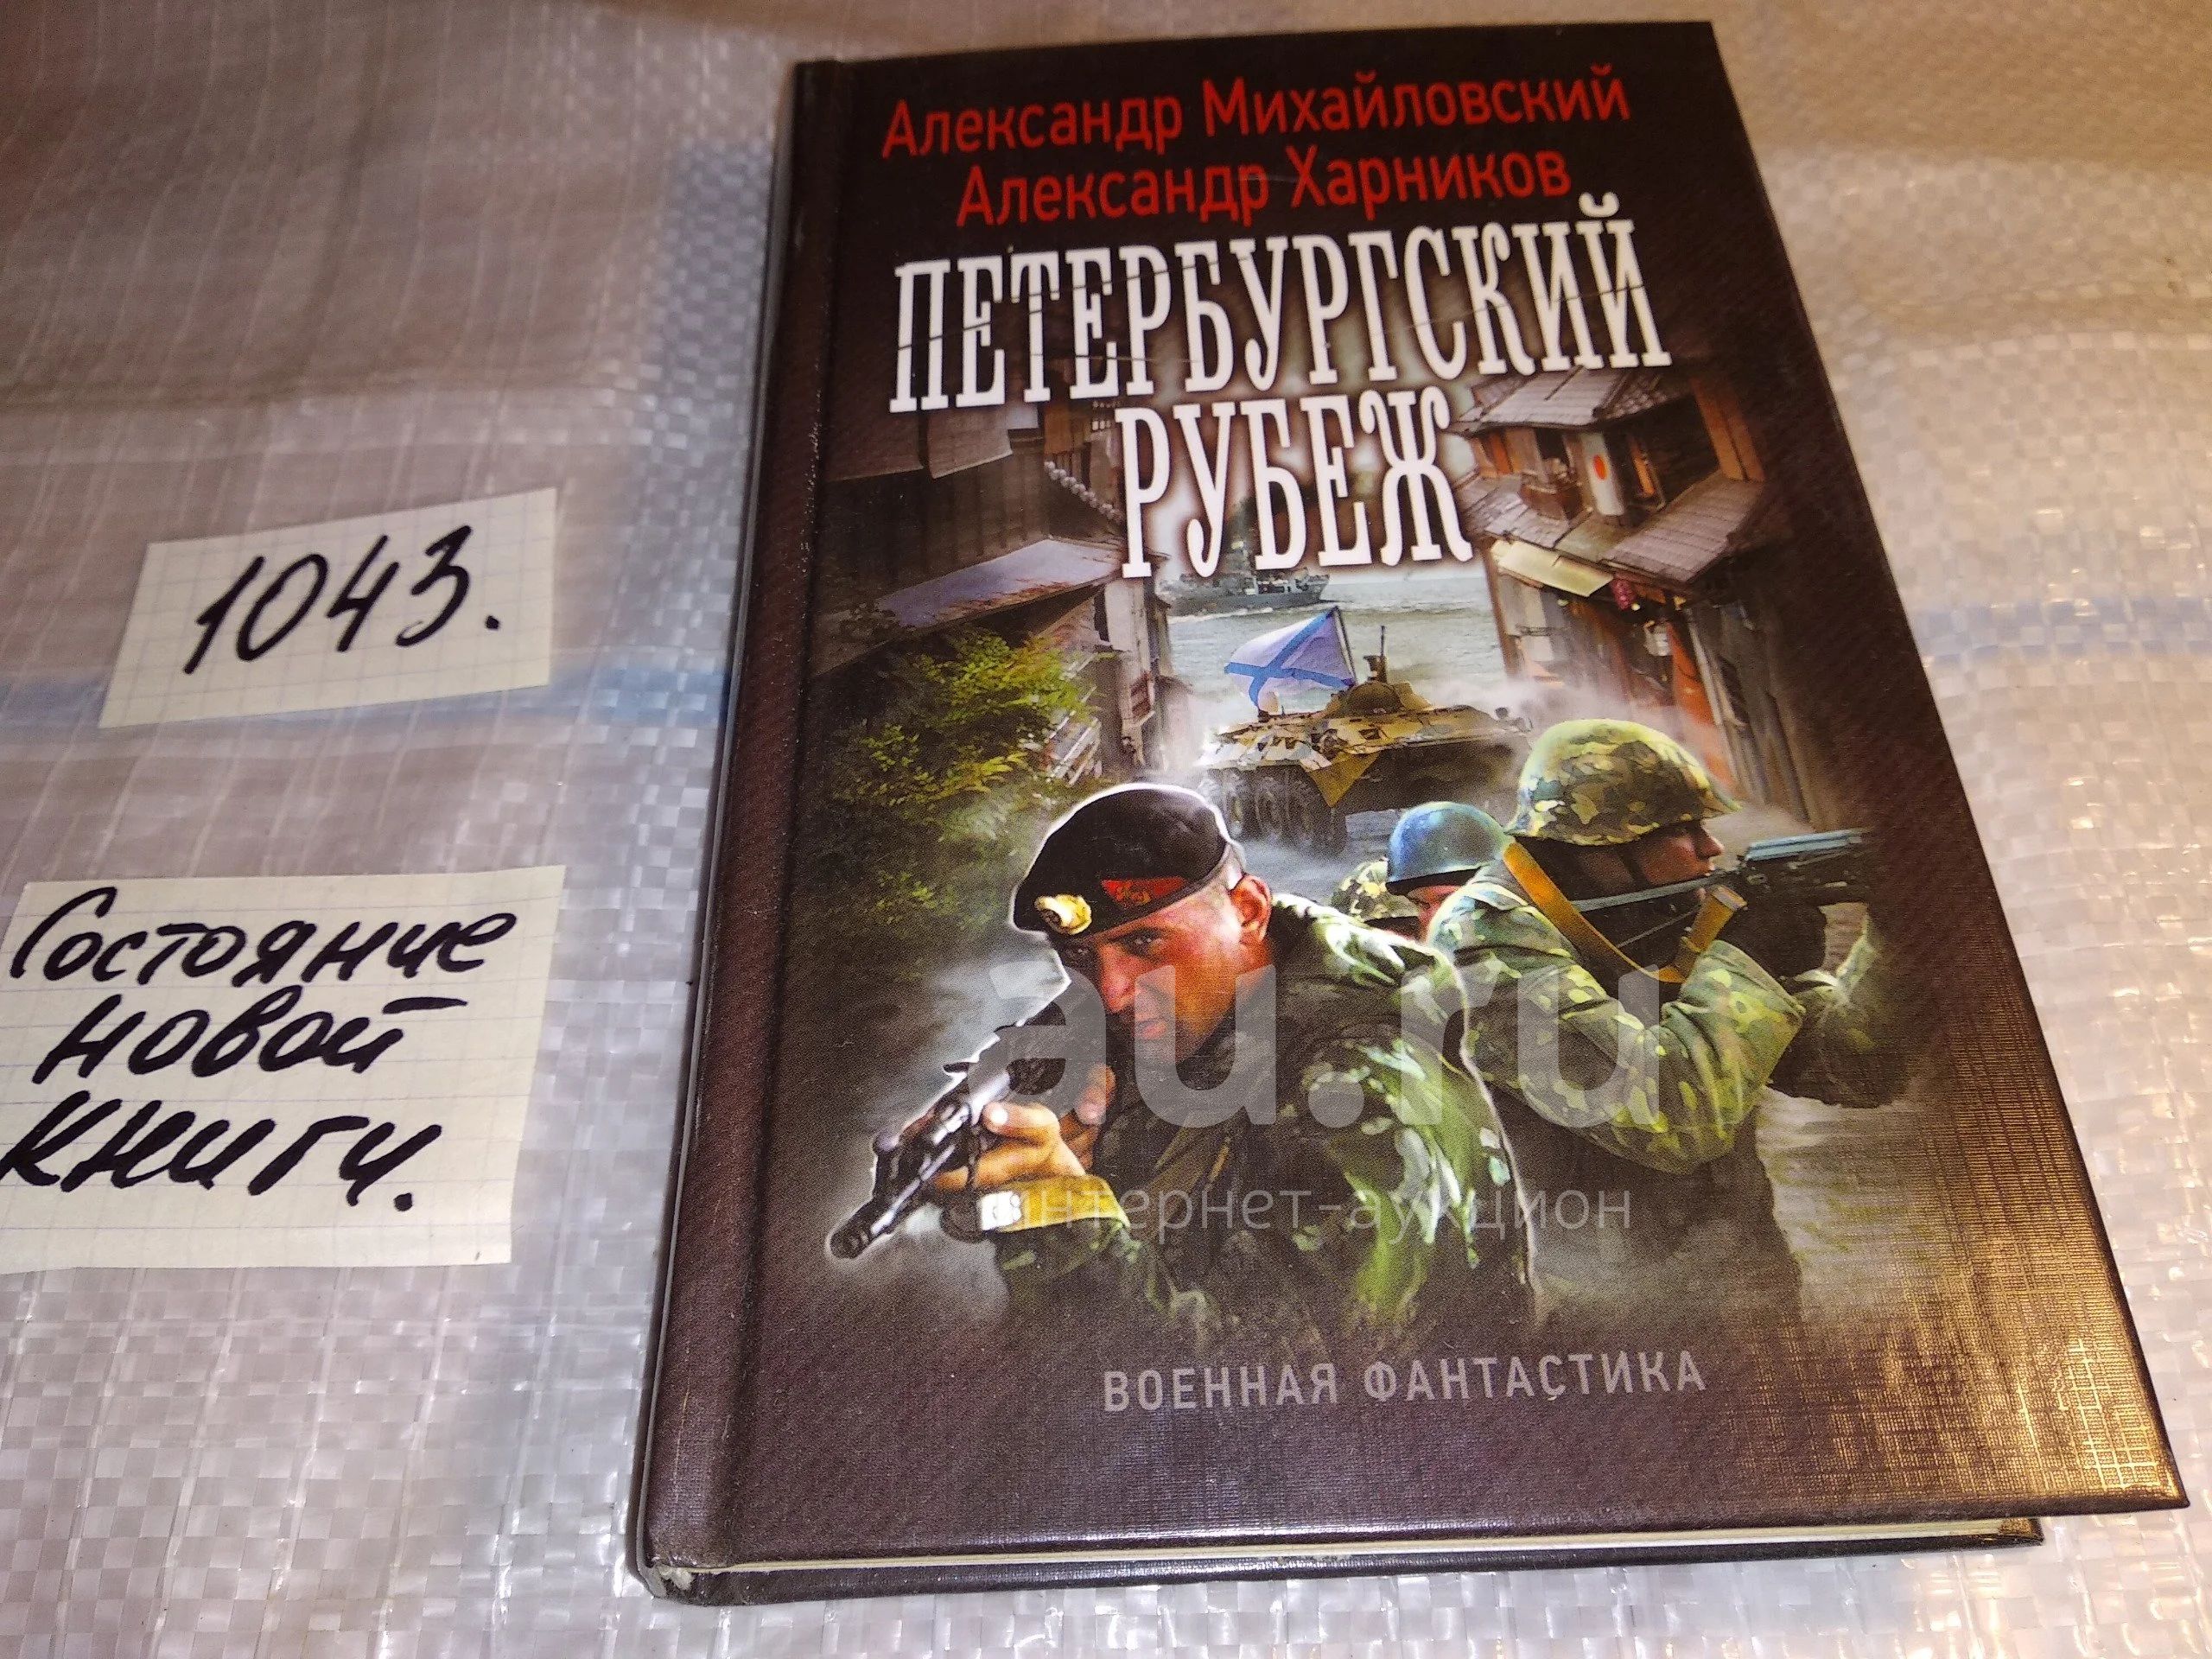 Александр Михайловский
Александр Харников
ПЕТЕРБУРГСКИЙ
РУБЕЖ
1043.
Состояние
новой
книги.
au.ru
интернет-аукцион
ВОЕННАЯ ФАНТАСТИКА